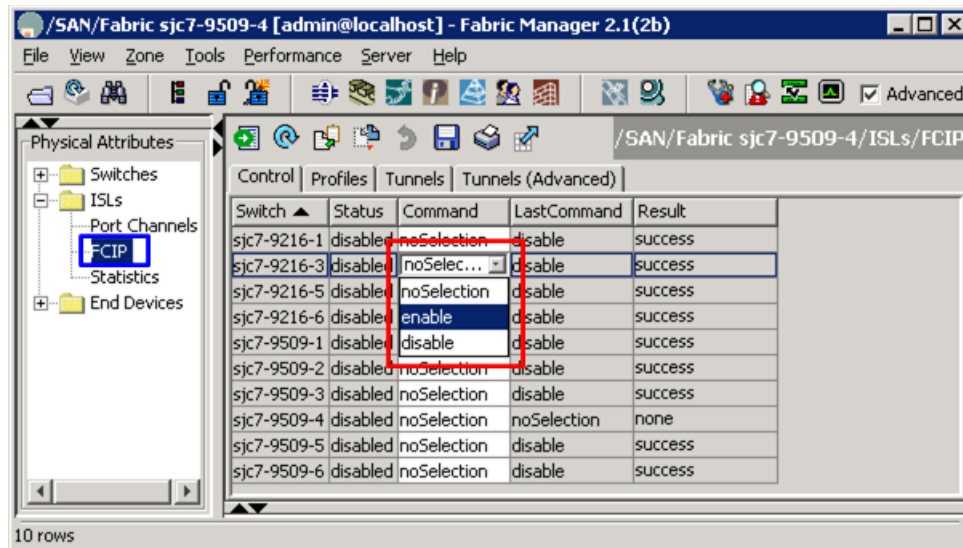 /SAN/Fabric sjc7-9509-4 [admin@localhost] - Fabric Manager 2.1(2b)
File View Zone Tools Performance Server Help
Advanced
Physical Attributes
/SAN/Fabric sjc7-9509-4/ISLs/FCIP
Switches
ISLs
Port Channels
FCIP
Statistics
End Devices
Control Profiles Tunnels Tunnels (Advanced)
Switch Status Command LastCommand Result
sjc7-9216-1 disabled noSelection disable success
sjc7-9216-3 disabled noSelec... disable success
sjc7-9216-5 disabled noSelection disable success
sjc7-9216-6 disabled enable disable success
sjc7-9509-1 disabled disable disable success
sjc7-9509-2 disabled noSelection disable success
sjc7-9509-3 disabled noSelection disable success
sjc7-9509-4 disabled noSelection noSelection none
sjc7-9509-5 disabled noSelection disable success
sjc7-9509-6 disabled noSelection disable success
10 rows